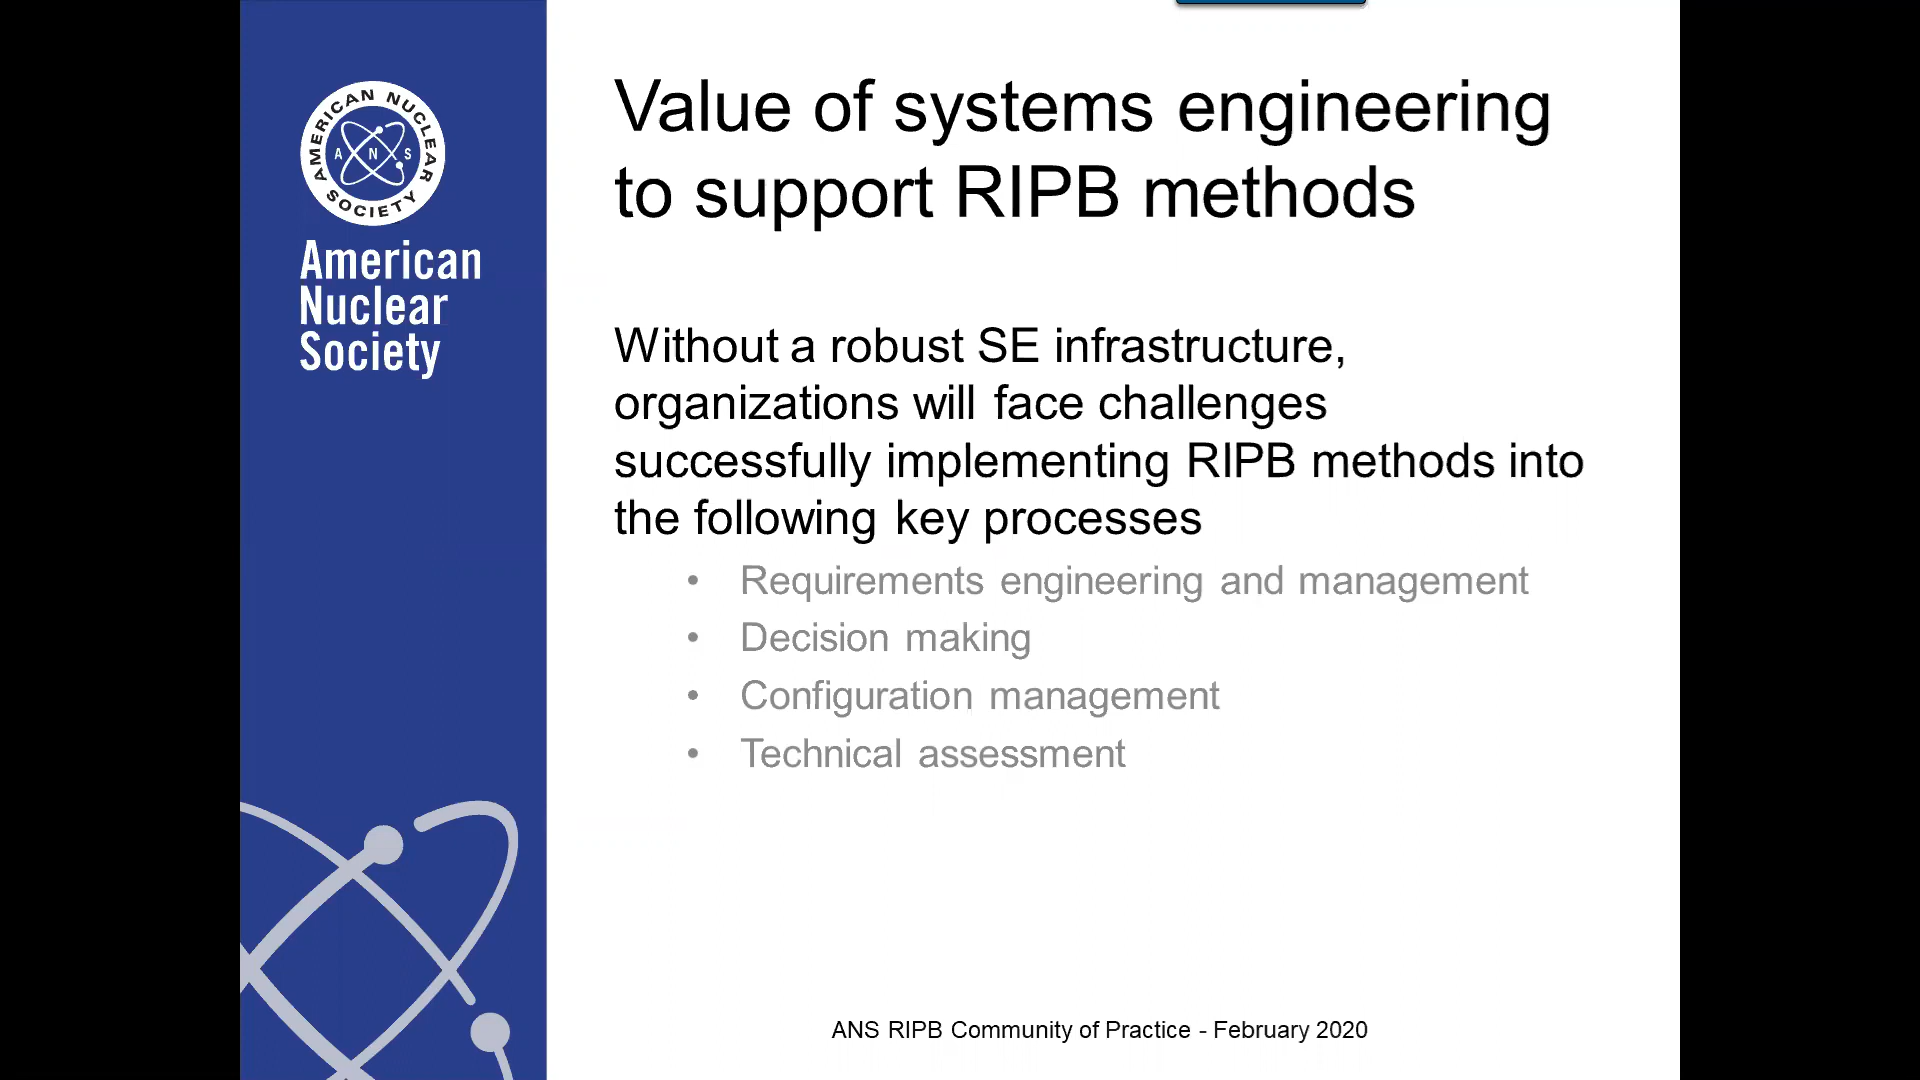 AMERICAN NUCLEAR SOCIETY
A N S
American
Nuclear
Society
Value of systems engineering
to support RIPB methods
Without a robust SE infrastructure,
organizations will face challenges
successfully implementing RIPB methods into
the following key processes
• Requirements engineering and management
• Decision making
• Configuration management
• Technical assessment
ANS RIPB Community of Practice - February 2020